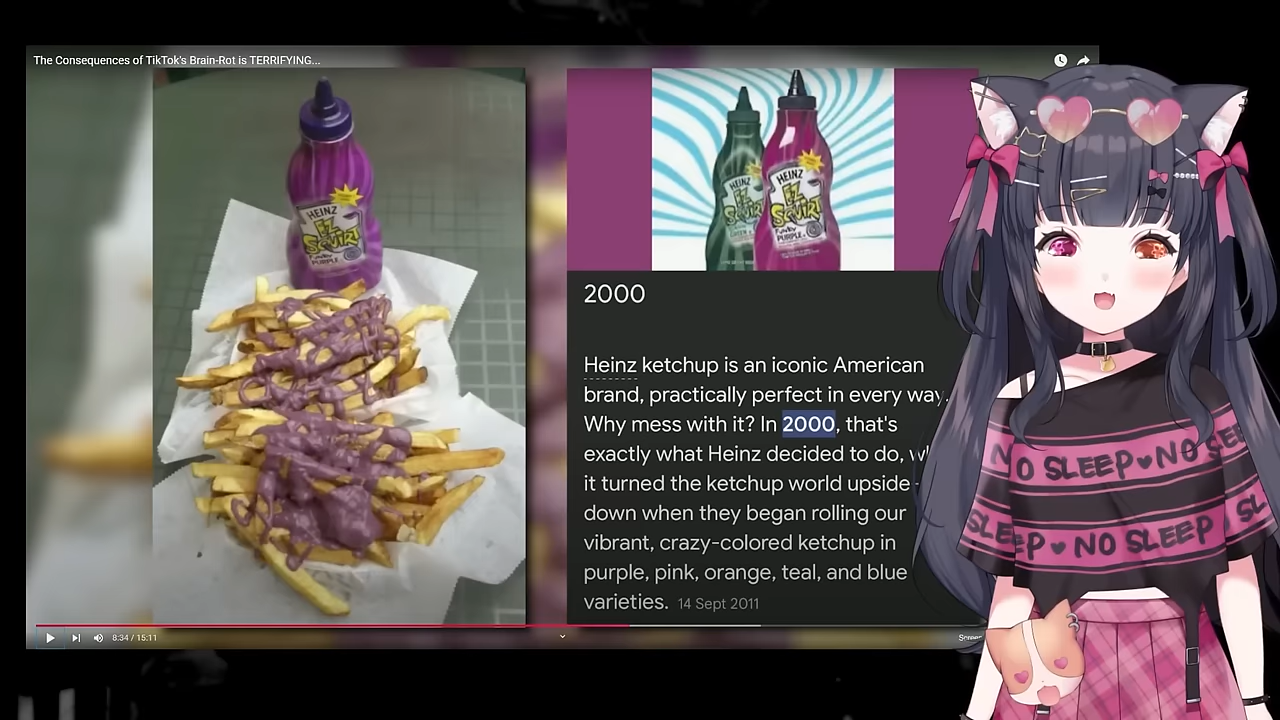 The Consequences of TikTok's Brain-Rot is TERRIFYING...
HEINZ
EZ
SQUIRT
FUNKY
PURPLE
HEINZ
EZ
SQUIRT
HEINZ
EZ
SQUIRT
FUNKY
PURPLE
2000
Heinz ketchup is an iconic American
brand, practically perfect in every way.
Why mess with it? In 2000, that's
exactly what Heinz decided to do,
it turned the ketchup world upside
down when they began rolling our
vibrant, crazy-colored ketchup in
purple, pink, orange, teal, and blue
varieties. 14 Sept 2011
NO SLEEP ♥ NO SLEE
SLEEP ♥ NO SLEEP SL
8:34 / 15:11